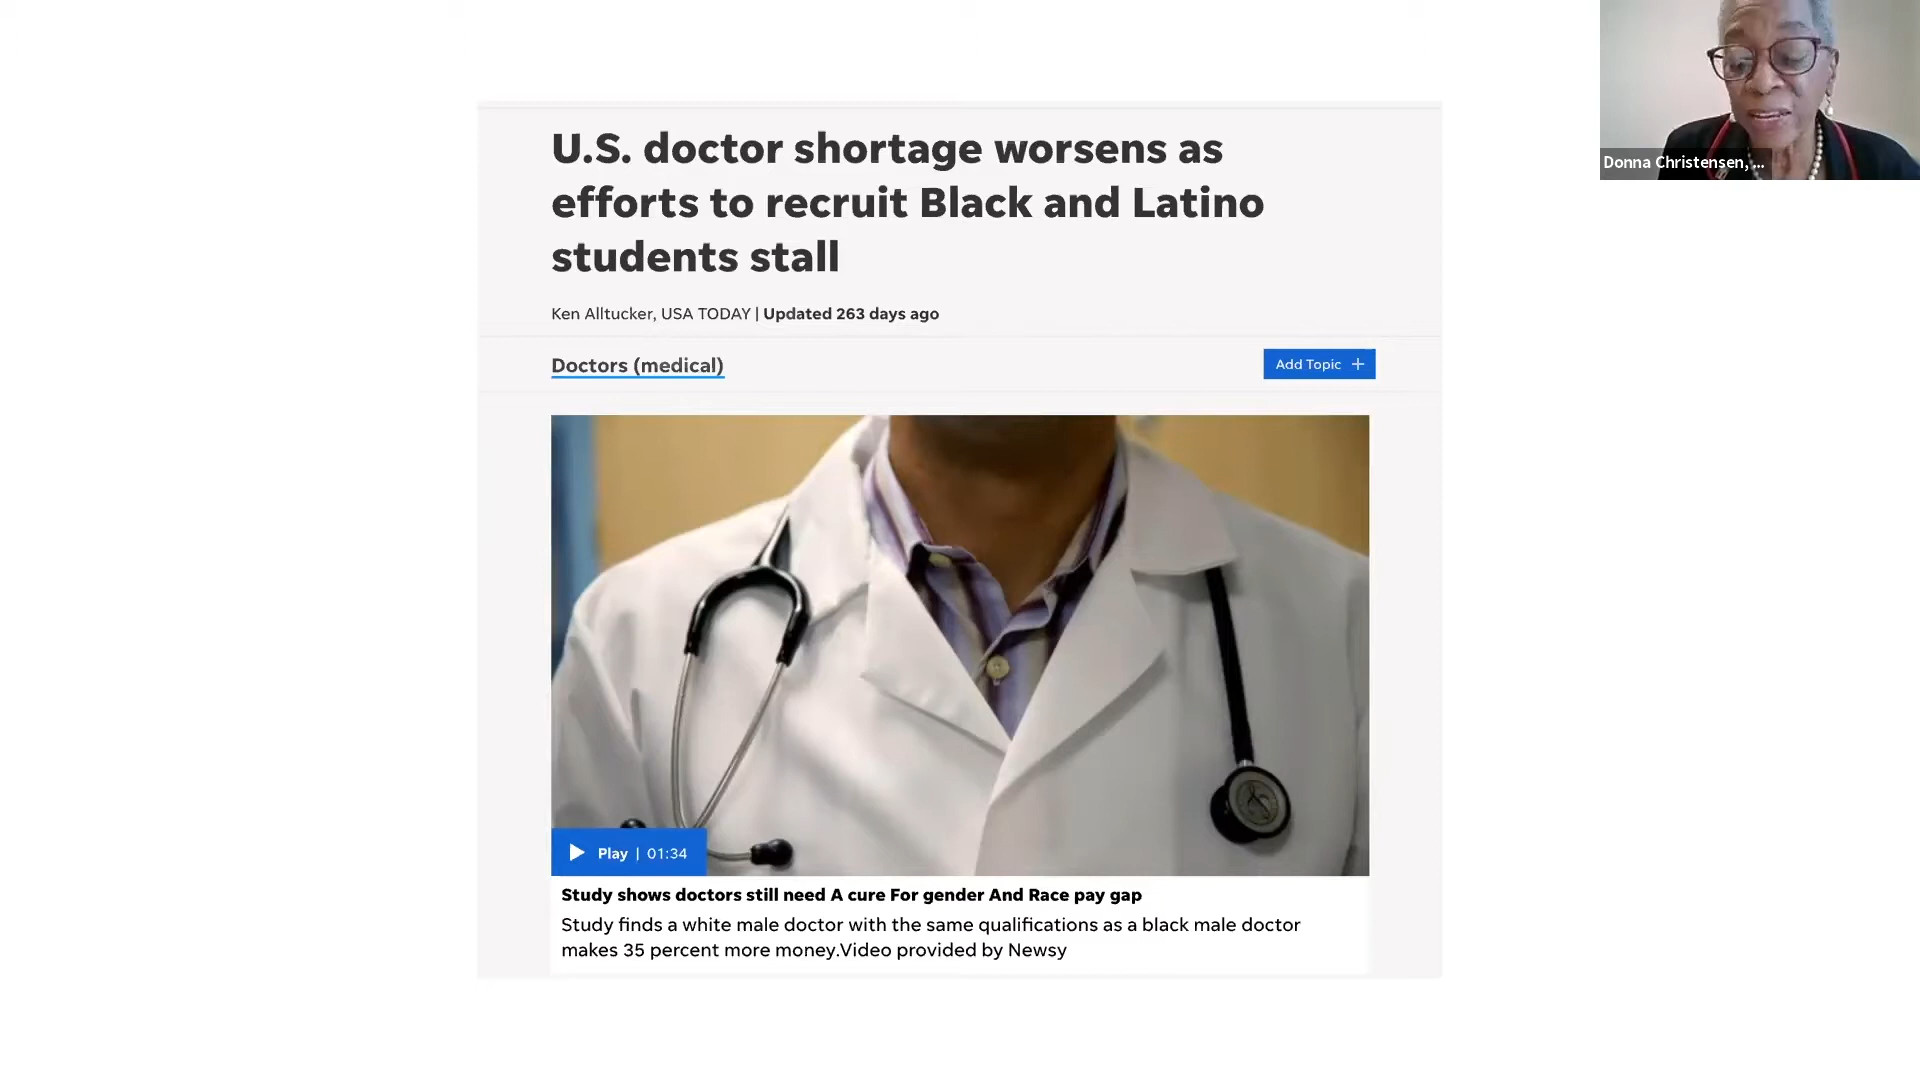 U.S. doctor shortage worsens as
efforts to recruit Black and Latino
students stall
Ken Alltucker, USA TODAY | Updated 263 days ago
Doctors (medical)
Add Topic +
Play | 01:34
Study shows doctors still need A cure For gender And Race pay gap
Study finds a white male doctor with the same qualifications as a black male doctor
makes 35 percent more money.Video provided by Newsy
Donna Christensen, ...